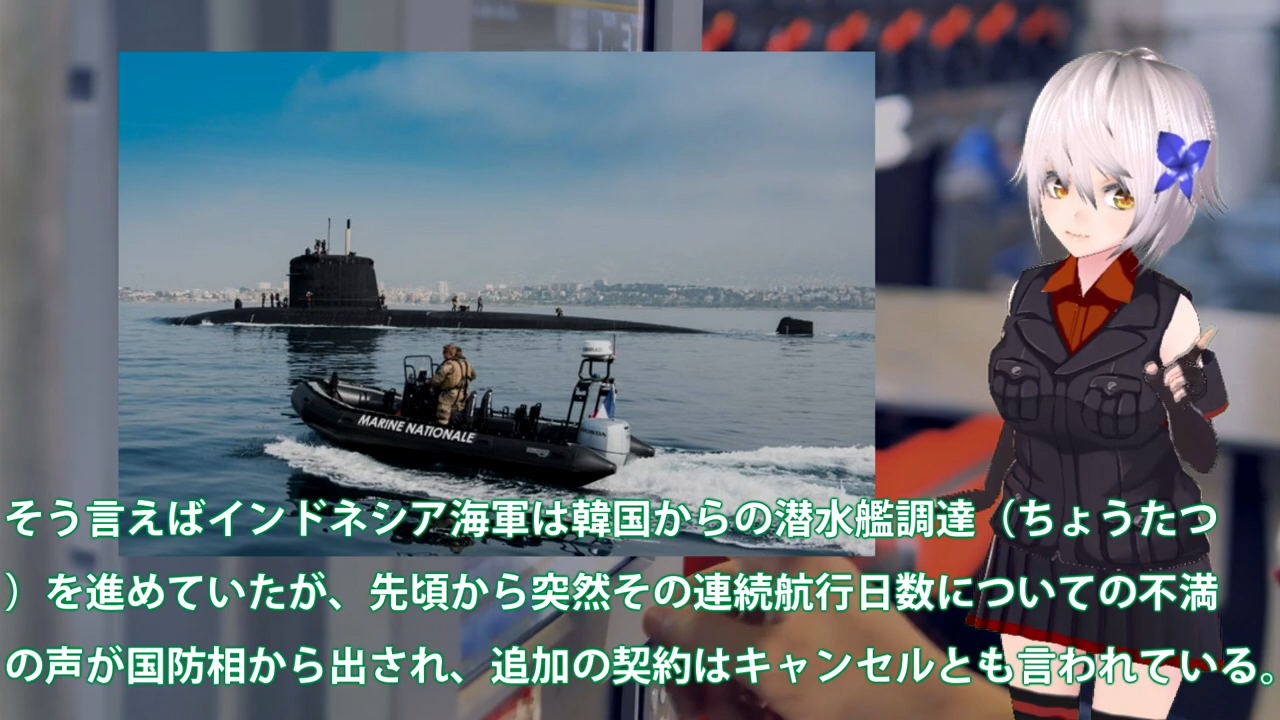 MARINE NATIONALE
そう言えばインドネシア海軍は韓国からの潜水艦調達（ちょうたつ
）を進めていたが、先頃から突然その連続航行日数についての不満
の声が国防相から出され、追加の契約はキャンセルとも言われている。